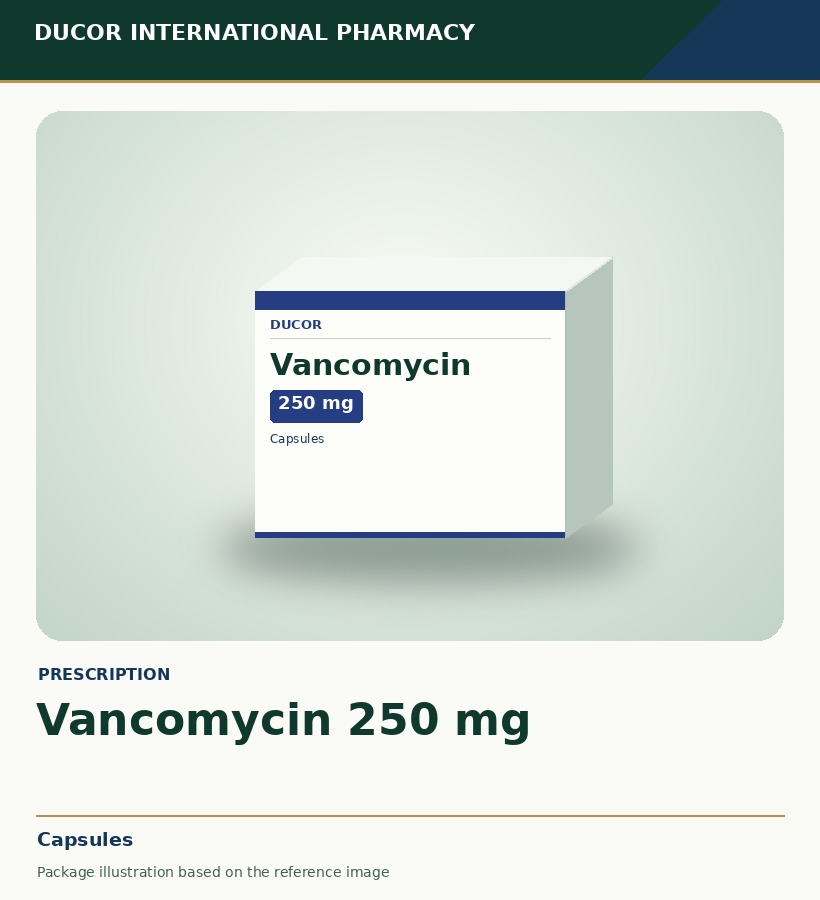 DUCOR INTERNATIONAL PHARMACY
DUCOR
Vancomycin
250 mg
Capsules
PRESCRIPTION
Vancomycin 250 mg
Capsules
Package illustration based on the reference image